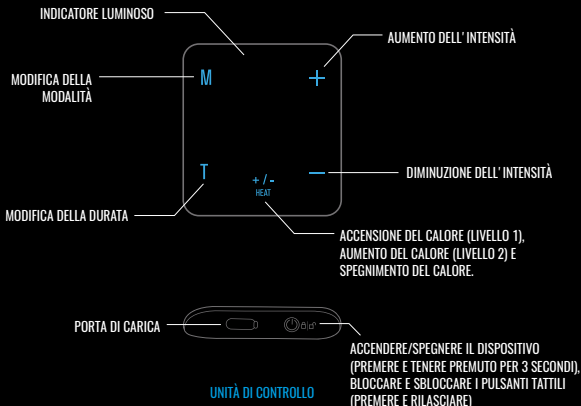 INDICATORE LUMINOSO
AUMENTO DELL'INTENSITÀ
MODIFICA DELLA
MODALITÀ
M
+
T
+ / -
HEAT
—
DIMINUZIONE DELL'INTENSITÀ
MODIFICA DELLA DURATA
ACCENSIONE DEL CALORE (LIVELLO 1),
AUMENTO DEL CALORE (LIVELLO 2) E
SPEGNIMENTO DEL CALORE.
PORTA DI CARICA
ACCENDERE/SPEGNERE IL DISPOSITIVO
(PREMERE E TENERE PREMUTO PER 3 SECONDI),
BLOCCARE E SBLOCCARE I PULSANTI TATTILI
(PREMERE E RILASCIARE)
UNITÀ DI CONTROLLO